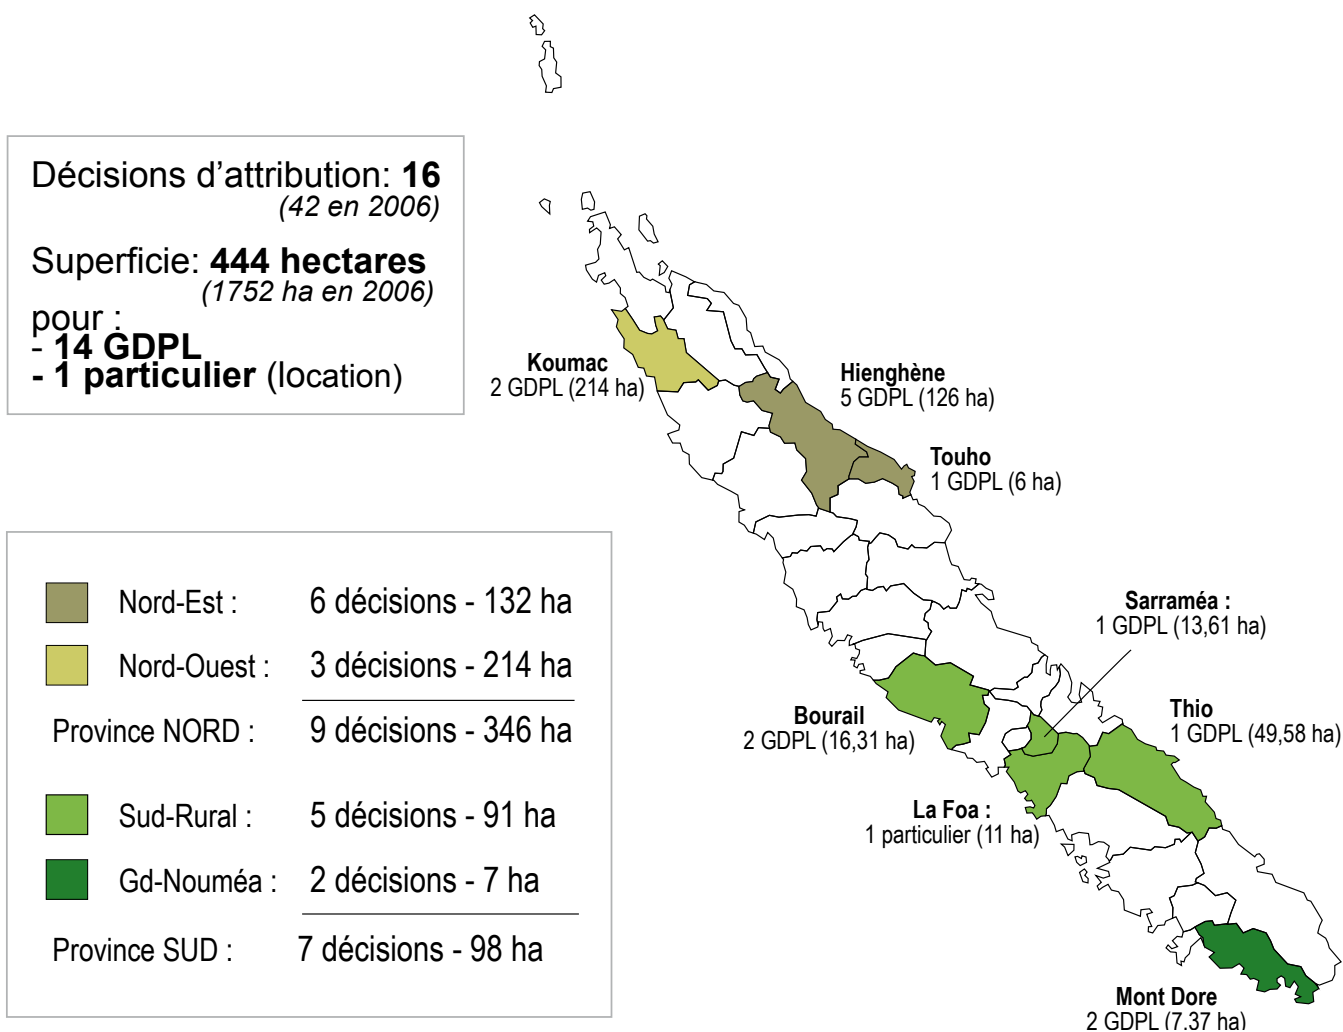 Décisions d’attribution: 16
(42 en 2006)
Superficie: 444 hectares
(1752 ha en 2006)
pour :
- 14 GDPL
- 1 particulier (location)
Koumac
2 GDPL (214 ha)
Hienghène
5 GDPL (126 ha)
Touho
1 GDPL (6 ha)
Sarraméa :
1 GDPL (13,61 ha)
Bourail
2 GDPL (16,31 ha)
Thio
1 GDPL (49,58 ha)
La Foa :
1 particulier (11 ha)
Mont Dore
2 GDPL (7,37 ha)
Nord-Est : 6 décisions - 132 ha
Nord-Ouest : 3 décisions - 214 ha
Province NORD : 9 décisions - 346 ha
Sud-Rural : 5 décisions - 91 ha
Gd-Nouméa : 2 décisions - 7 ha
Province SUD : 7 décisions - 98 ha